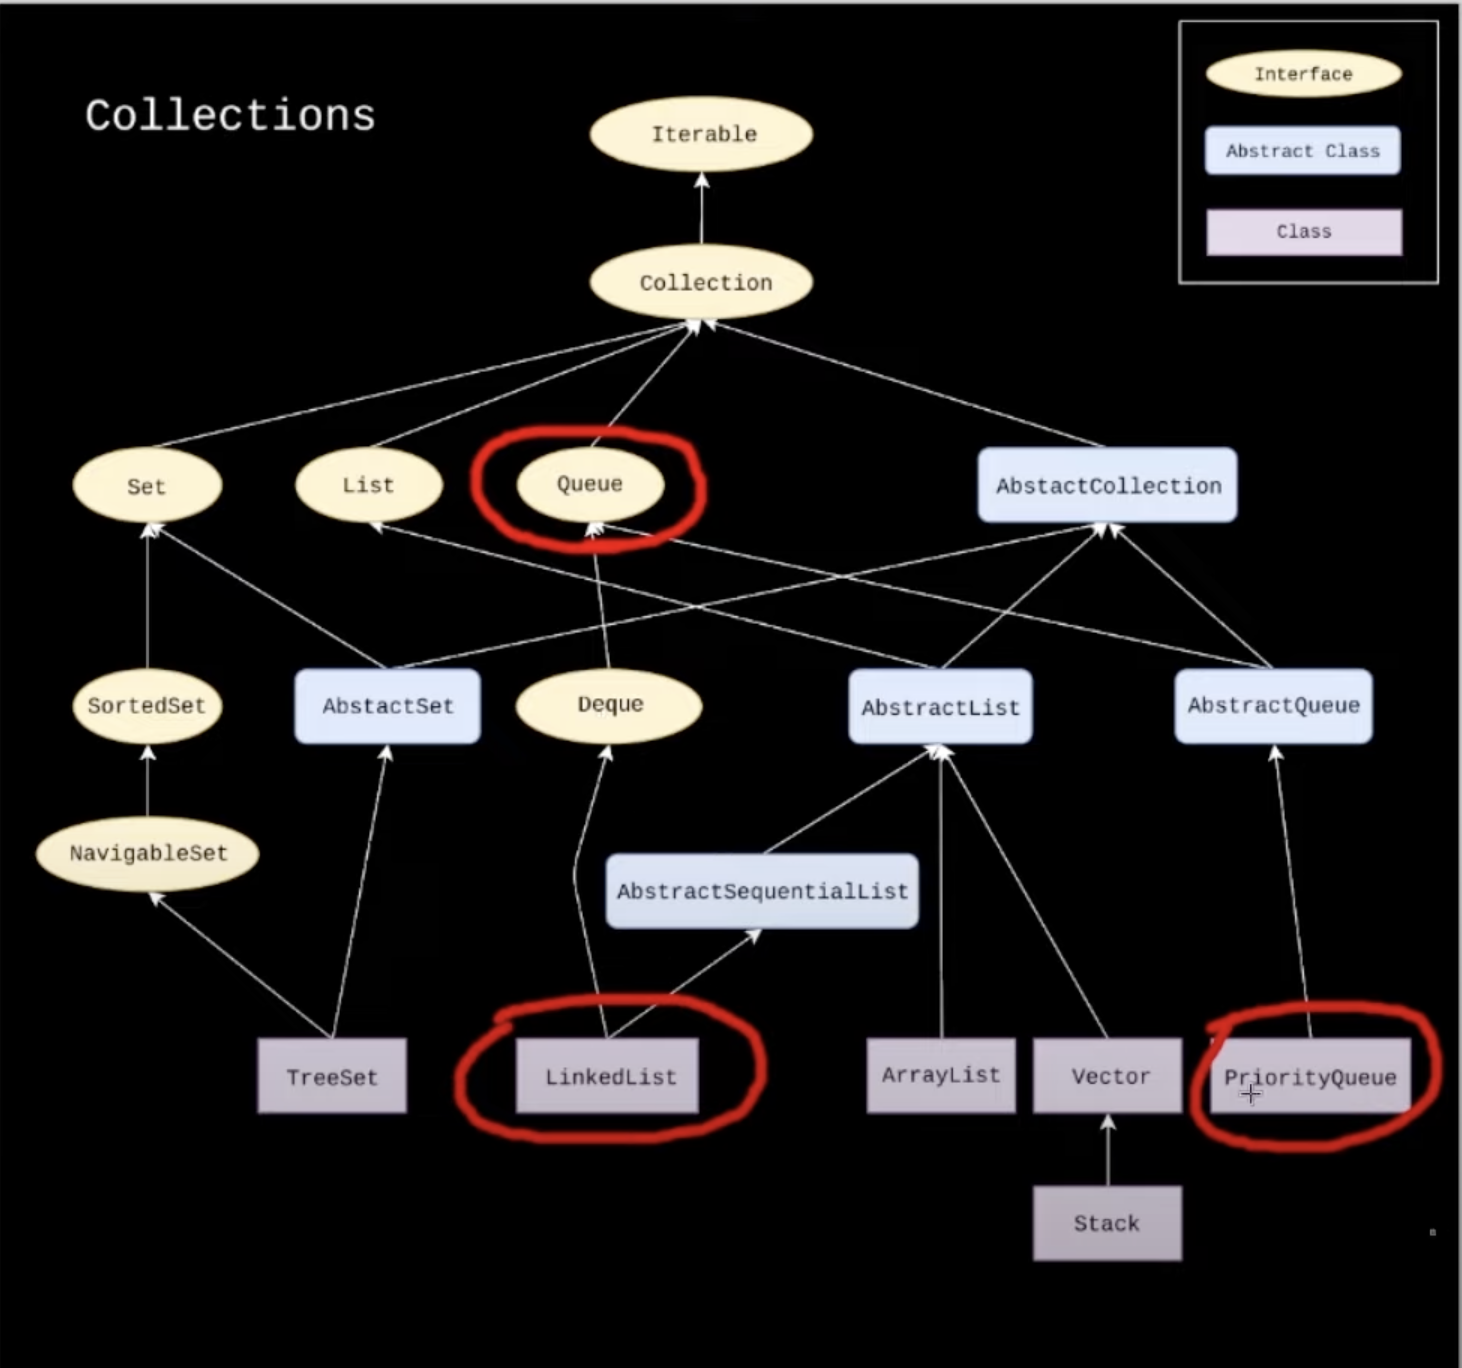 Interface
Abstract Class
Class
Collections
Iterable
Collection
Set
List
Queue
AbstactCollection
SortedSet
AbstactSet
Deque
AbstractList
AbstractQueue
NavigableSet
AbstractSequentialList
TreeSet
LinkedList
ArrayList
Vector
PriorityQueue
Stack